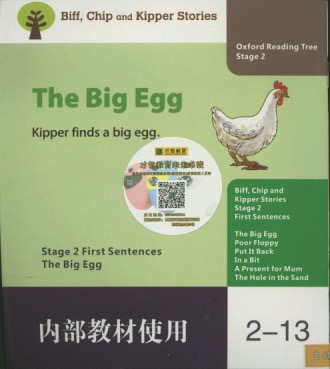 Biff, Chip and Kipper Stories
Oxford Reading Tree
Stage 2
The Big Egg
Kipper finds a big egg.
Biff, Chip and
Kipper Stories
Stage 2
First Sentences
The Big Egg
Poor Floppy
Put It Back
In a Bit
A Present for Mum
The Hole in the Sand
Stage 2 First Sentences
The Big Egg
内部教材使用
2-13